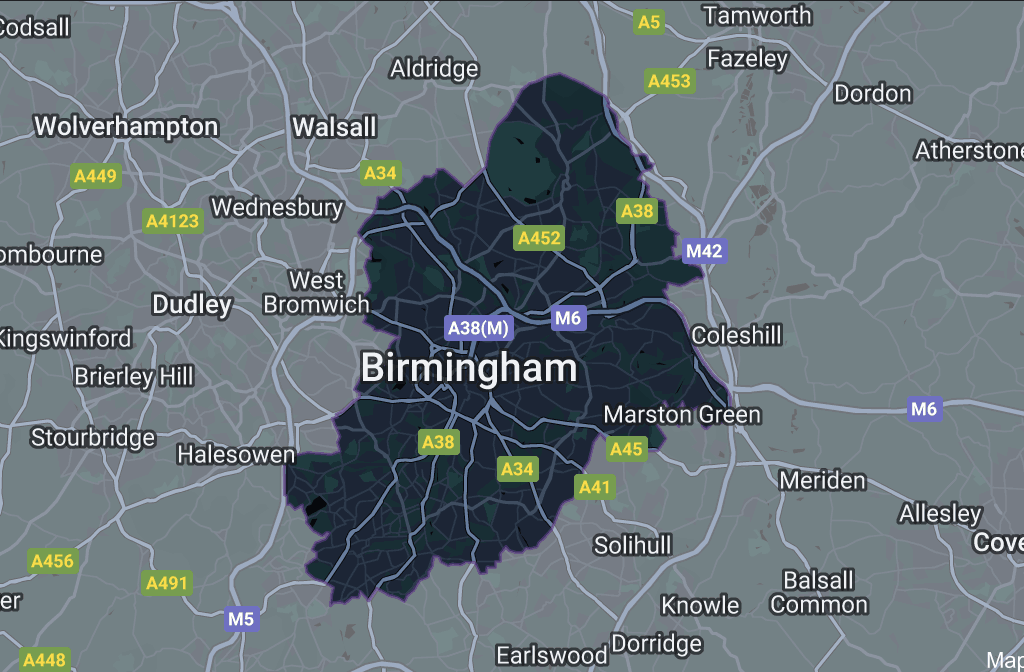 Codsall
A5
Tamworth
Fazeley
Aldridge
A453
Dordon
Wolverhampton
Walsall
Atherstone
A34
A449
Wednesbury
A4123
A38
A452
M42
ombourne
West
Bromwich
Dudley
M6
A38(M)
Kingswinford
Coleshill
Birmingham
Brierley Hill
M6
Marston Green
Stourbridge
A38
A45
Halesowen
A34
A41
Meriden
Allesley
Cove
Solihull
A456
A491
Balsall
Common
er
Knowle
M5
Dorridge
Earlswood
A448
Map